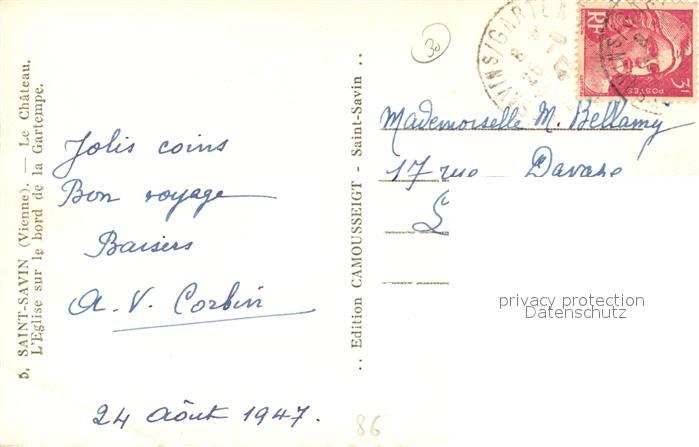 5. SAINT-SAVIN (Vienne). — Le Château.
L'Eglise sur le bord de la Gartempe.
Jolis coins
Bon voyage
Baisers
A. V. Corbin
24 Août 1947.
86
.. Edition CAMOUSSEIGT - Saint-Savin ..
30
RF
POSTES
3F
Mademoiselle M. Bellamy
17 rue
privacy protection
Datenschutz